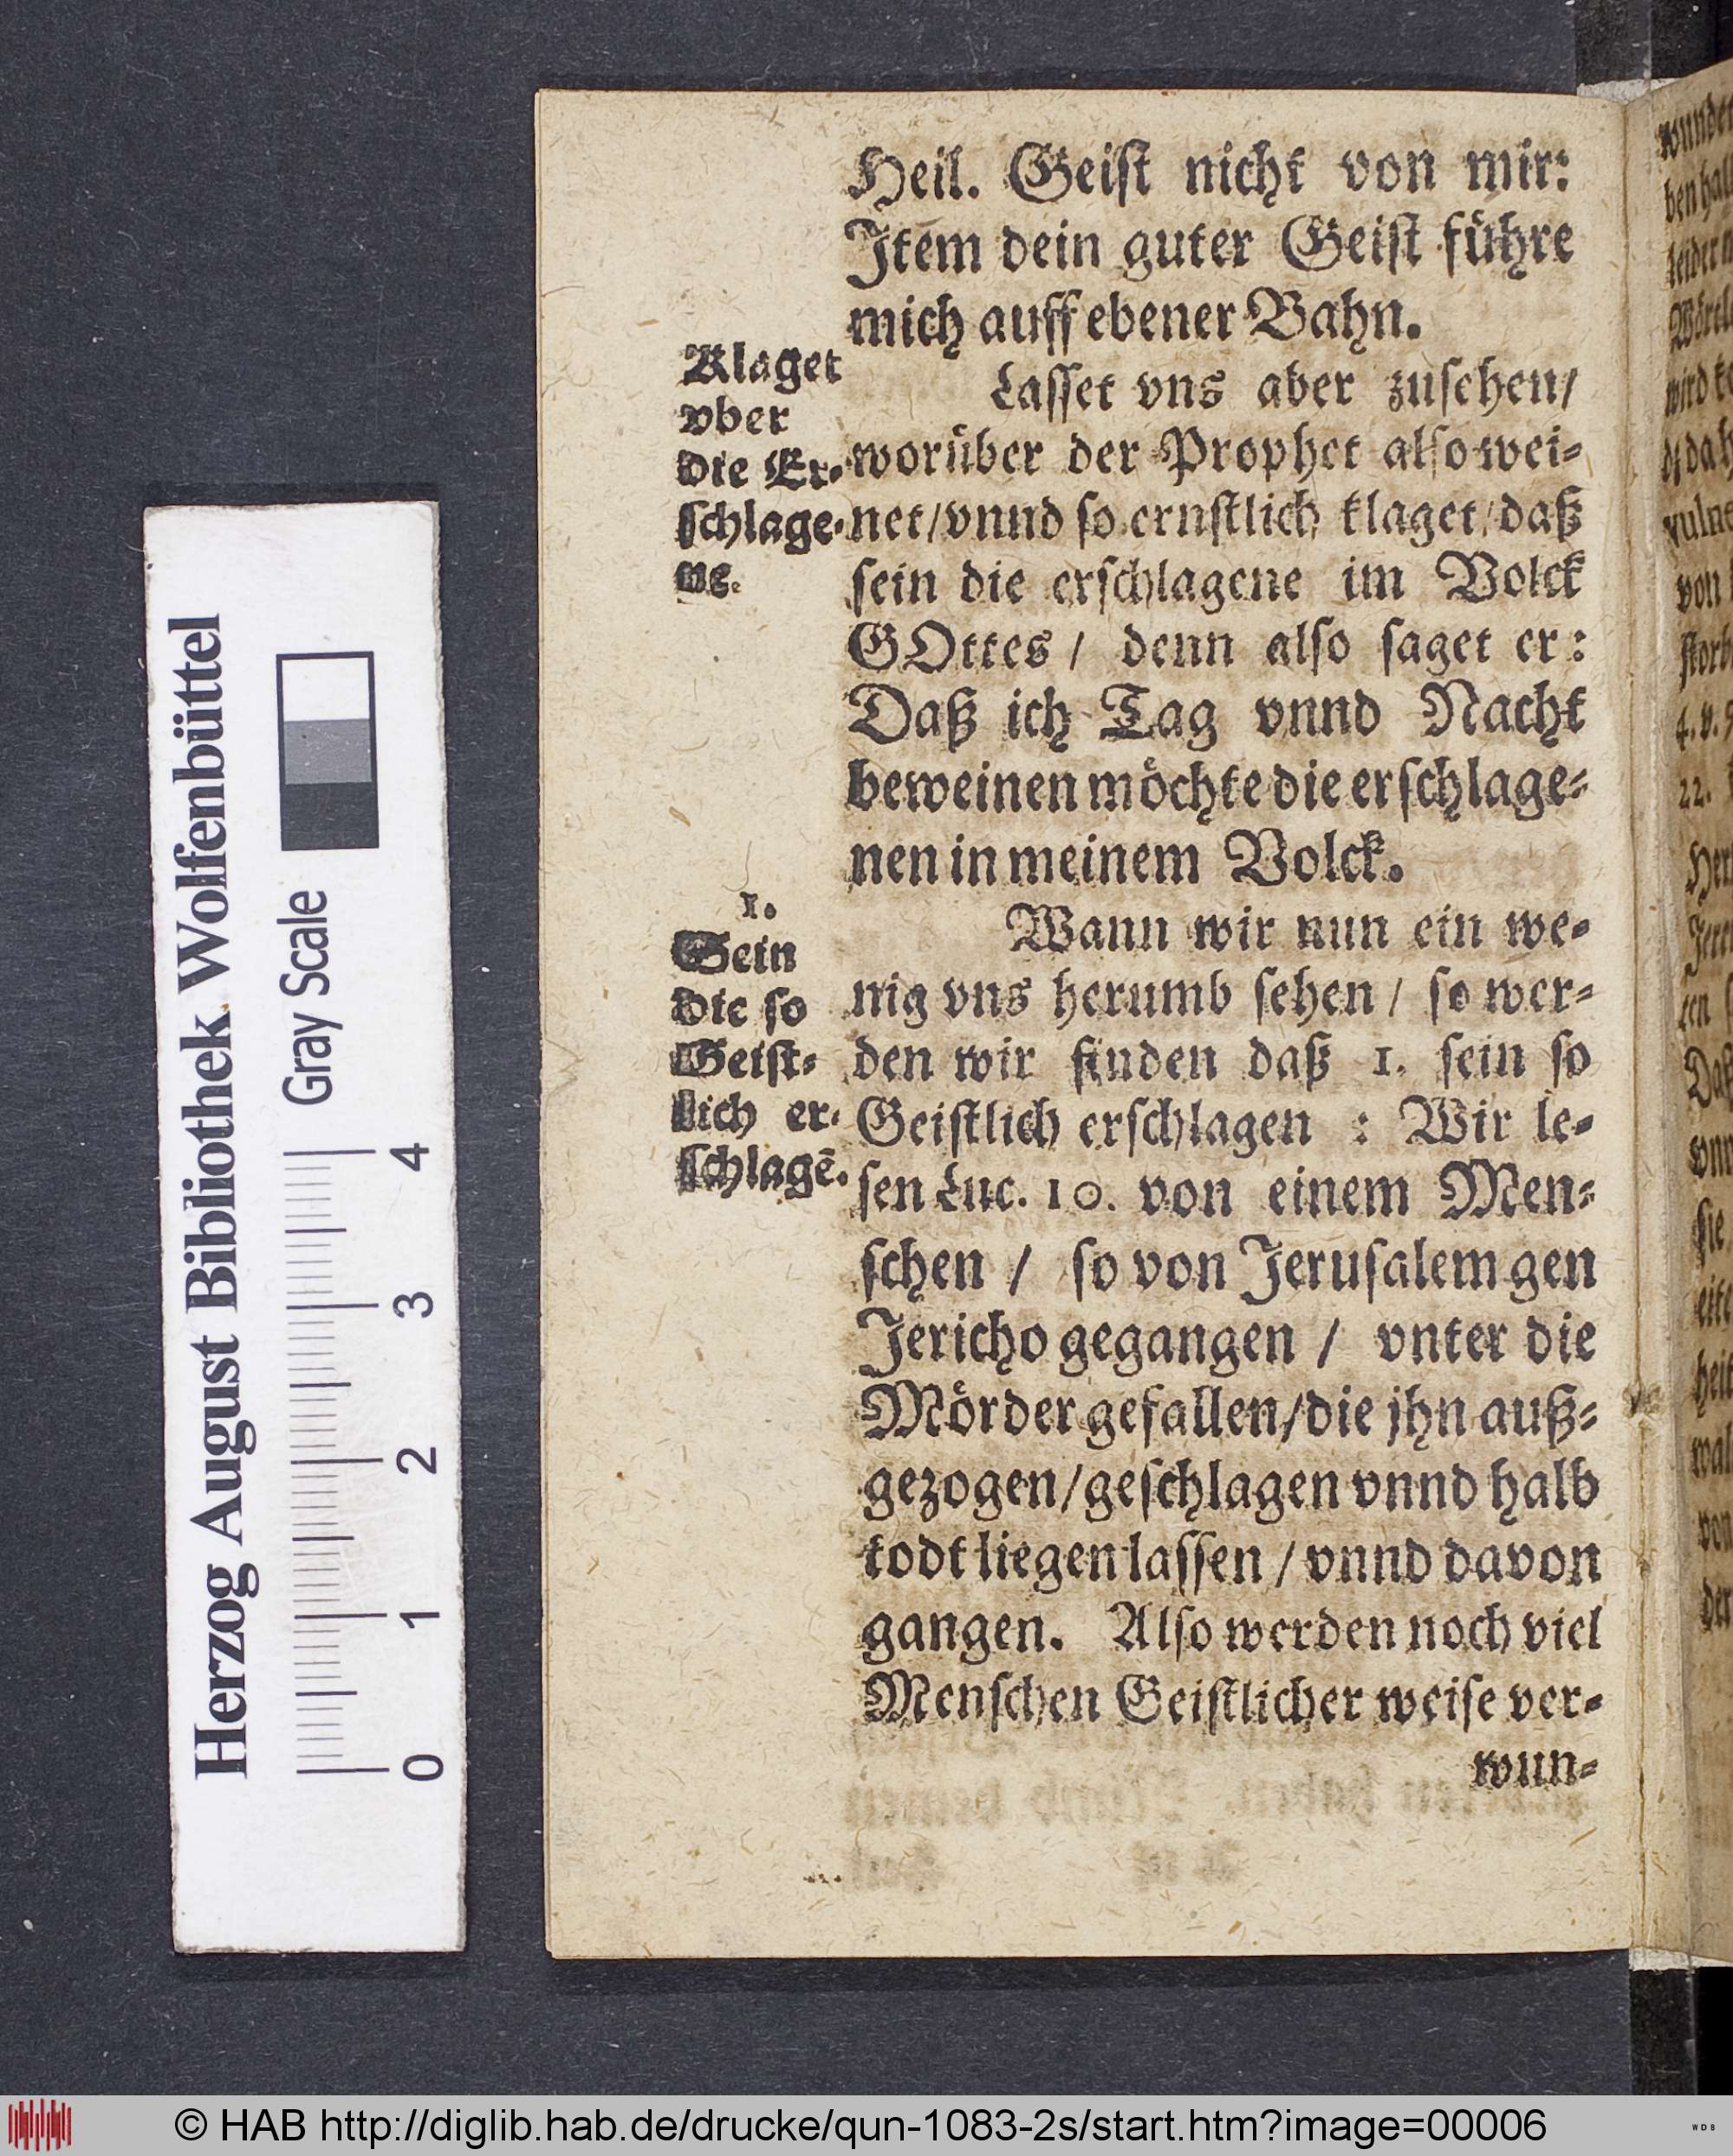 Heil. Geiſt nicht von mir:
Item dein guter Geiſt führe
mich auff ebener Bahn.
Klaget
vber
die Er-
ſchlage-
ne.
Laſſet vns aber zuſehen/
worüber der Prophet alſo wei-
net/vnnd ſo ernſtlich klaget/daß
ſein die erſchlagene im Volck
GOttes / denn alſo ſaget er:
Daß ich Tag vnnd Nacht
beweinen möchte die erſchlage-
nen in meinem Volck.
1.
Sein
die ſo
Geiſt-
lich er-
ſchlagē.
Wann wir nun ein we-
nig vns herumb ſehen / ſo wer-
den wir finden daß 1. ſein ſo
Geiſtlich erſchlagen : Wir le-
ſen Luc. 10. von einem Men-
ſchen / ſo von Jeruſalem gen
Jericho gegangen / vnter die
Mörder gefallen/die jhn auß-
gezogen/geſchlagen vnnd halb
todt liegen laſſen / vnnd davon
gangen. Alſo werden noch viel
Menſchen Geiſtlicher weiſe ver-
wun-
Herzog August Bibliothek Wolfenbüttel
Gray Scale
0 1 2 3 4
© HAB http://diglib.hab.de/drucke/qun-1083-2s/start.htm?image=00006
WDB